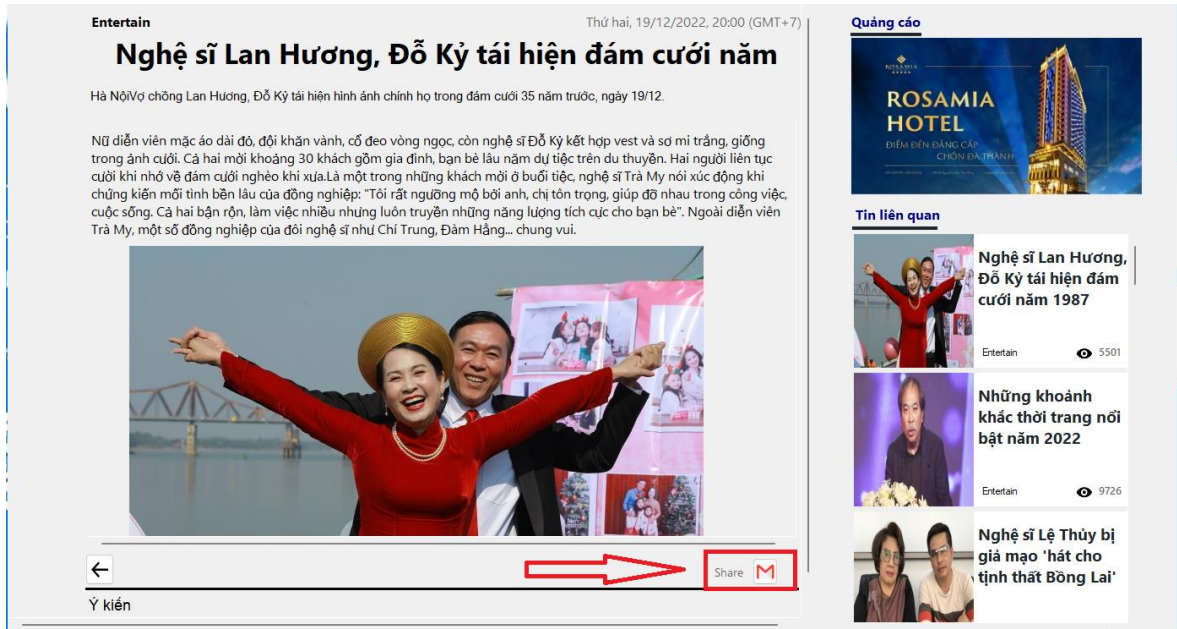 Entertain
Thứ hai, 19/12/2022, 20:00 (GMT+7)
Nghệ sĩ Lan Hương, Đỗ Kỷ tái hiện đám cưới năm
Hà NộiVợ chồng Lan Hương, Đỗ Kỷ tái hiện hình ảnh chính họ trong đám cưới 35 năm trước, ngày 19/12.
Nữ diễn viên mặc áo dài đỏ, đội khăn vành, cổ đeo vòng ngọc, còn nghệ sĩ Đỗ Kỷ kết hợp vest và sơ mi trắng, giống
trong ảnh cưới. Cả hai mời khoảng 30 khách gồm gia đình, bạn bè lâu năm dự tiệc trên du thuyền. Hai người liên tục
cười khi nhớ về đám cưới nghèo khi xưa.Là một trong những khách mời ở buổi tiệc, nghệ sĩ Trà My nói xúc động khi
chứng kiến mối tình bền lâu của đồng nghiệp: "Tôi rất ngưỡng mộ bởi anh, chị tôn trọng, giúp đỡ nhau trong công việc,
cuộc sống. Cả hai bận rộn, làm việc nhiều nhưng luôn truyền những năng lượng tích cực cho bạn bè". Ngoài diễn viên
Trà My, một số đồng nghiệp của đôi nghệ sĩ như Chí Trung, Đàm Hằng... chung vui.
Share
Ý kiến
Quảng cáo
ROSAMIA
ROSAMIA
HOTEL
ĐIỂM ĐẾN ĐẲNG CẤP
CHỐN ĐÀ THÀNH
Tin liên quan
Nghệ sĩ Lan Hương,
Đỗ Kỷ tái hiện đám
cưới năm 1987
Entertain 5501
Những khoảnh
khắc thời trang nổi
bật năm 2022
Entertain 9726
Nghệ sĩ Lệ Thủy bị
giả mạo 'hát cho
tịnh thất Bồng Lai'